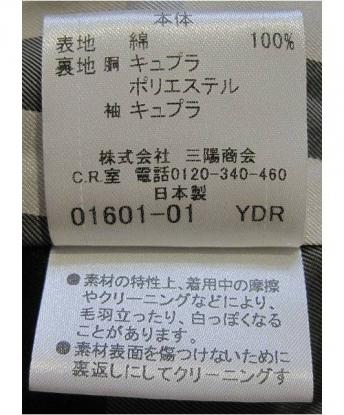 本体
表地 綿 100%
裏地 胴 キュプラ
ポリエステル
袖 キュプラ
株式会社 三陽商会
C.R.室 電話0120-340-460
日本製
01601-01 YDR
●素材の特性上、着用中の摩擦
やクリーニングなどにより、
毛羽立ったり、白っぽくなる
ことがあります。
●素材表面を傷つけないために
裏返しにしてクリーニングす